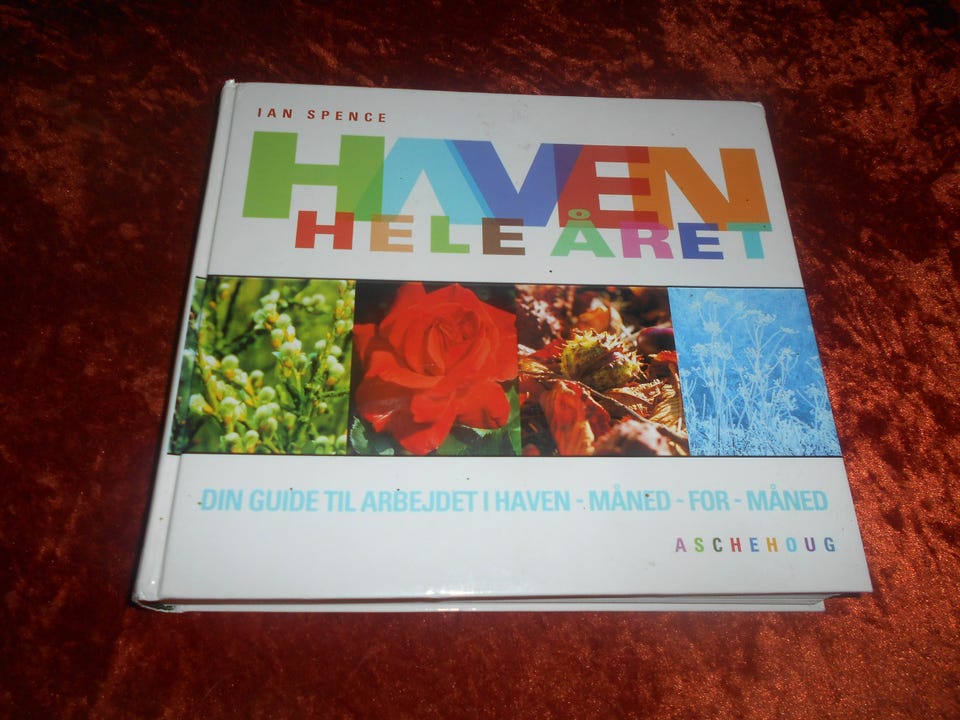 IAN SPENCE
HAVEN
HELE ÅRET
DIN GUIDE TIL ARBEJDET I HAVEN - MÅNED - FOR - MÅNED
ASCHEHOUG